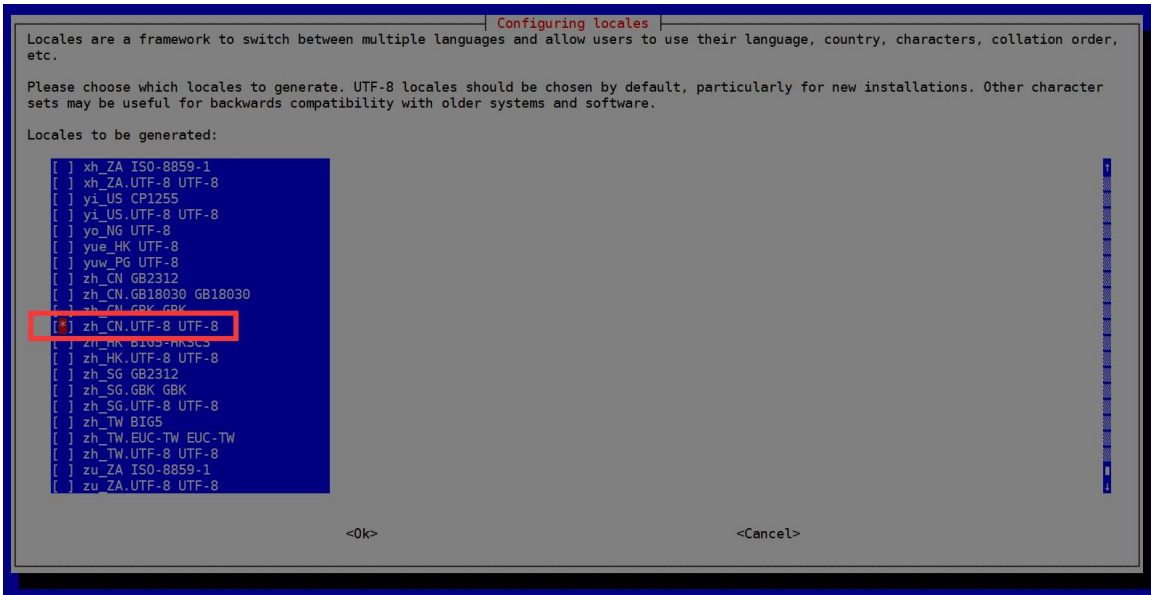 Configuring locales
Locales are a framework to switch between multiple languages and allow users to use their language, country, characters, collation order,
etc.
Please choose which locales to generate. UTF-8 locales should be chosen by default, particularly for new installations. Other character
sets may be useful for backwards compatibility with older systems and software.
Locales to be generated:
[ ] xh_ZA ISO-8859-1
[ ] xh_ZA.UTF-8 UTF-8
[ ] yi_US CP1255
[ ] yi_US.UTF-8 UTF-8
[ ] yo_NG UTF-8
[ ] yue_HK UTF-8
[ ] yuw_PG UTF-8
[ ] zh_CN GB2312
[ ] zh_CN.GB18030 GB18030
[ ] zh_CN.GBK GBK
[*] zh_CN.UTF-8 UTF-8
[ ] zh_HK BIG5-HKSCS
[ ] zh_HK.UTF-8 UTF-8
[ ] zh_SG GB2312
[ ] zh_SG.GBK GBK
[ ] zh_SG.UTF-8 UTF-8
[ ] zh_TW BIG5
[ ] zh_TW.EUC-TW EUC-TW
[ ] zh_TW.UTF-8 UTF-8
[ ] zu_ZA ISO-8859-1
[ ] zu_ZA.UTF-8 UTF-8
<Ok> <Cancel>